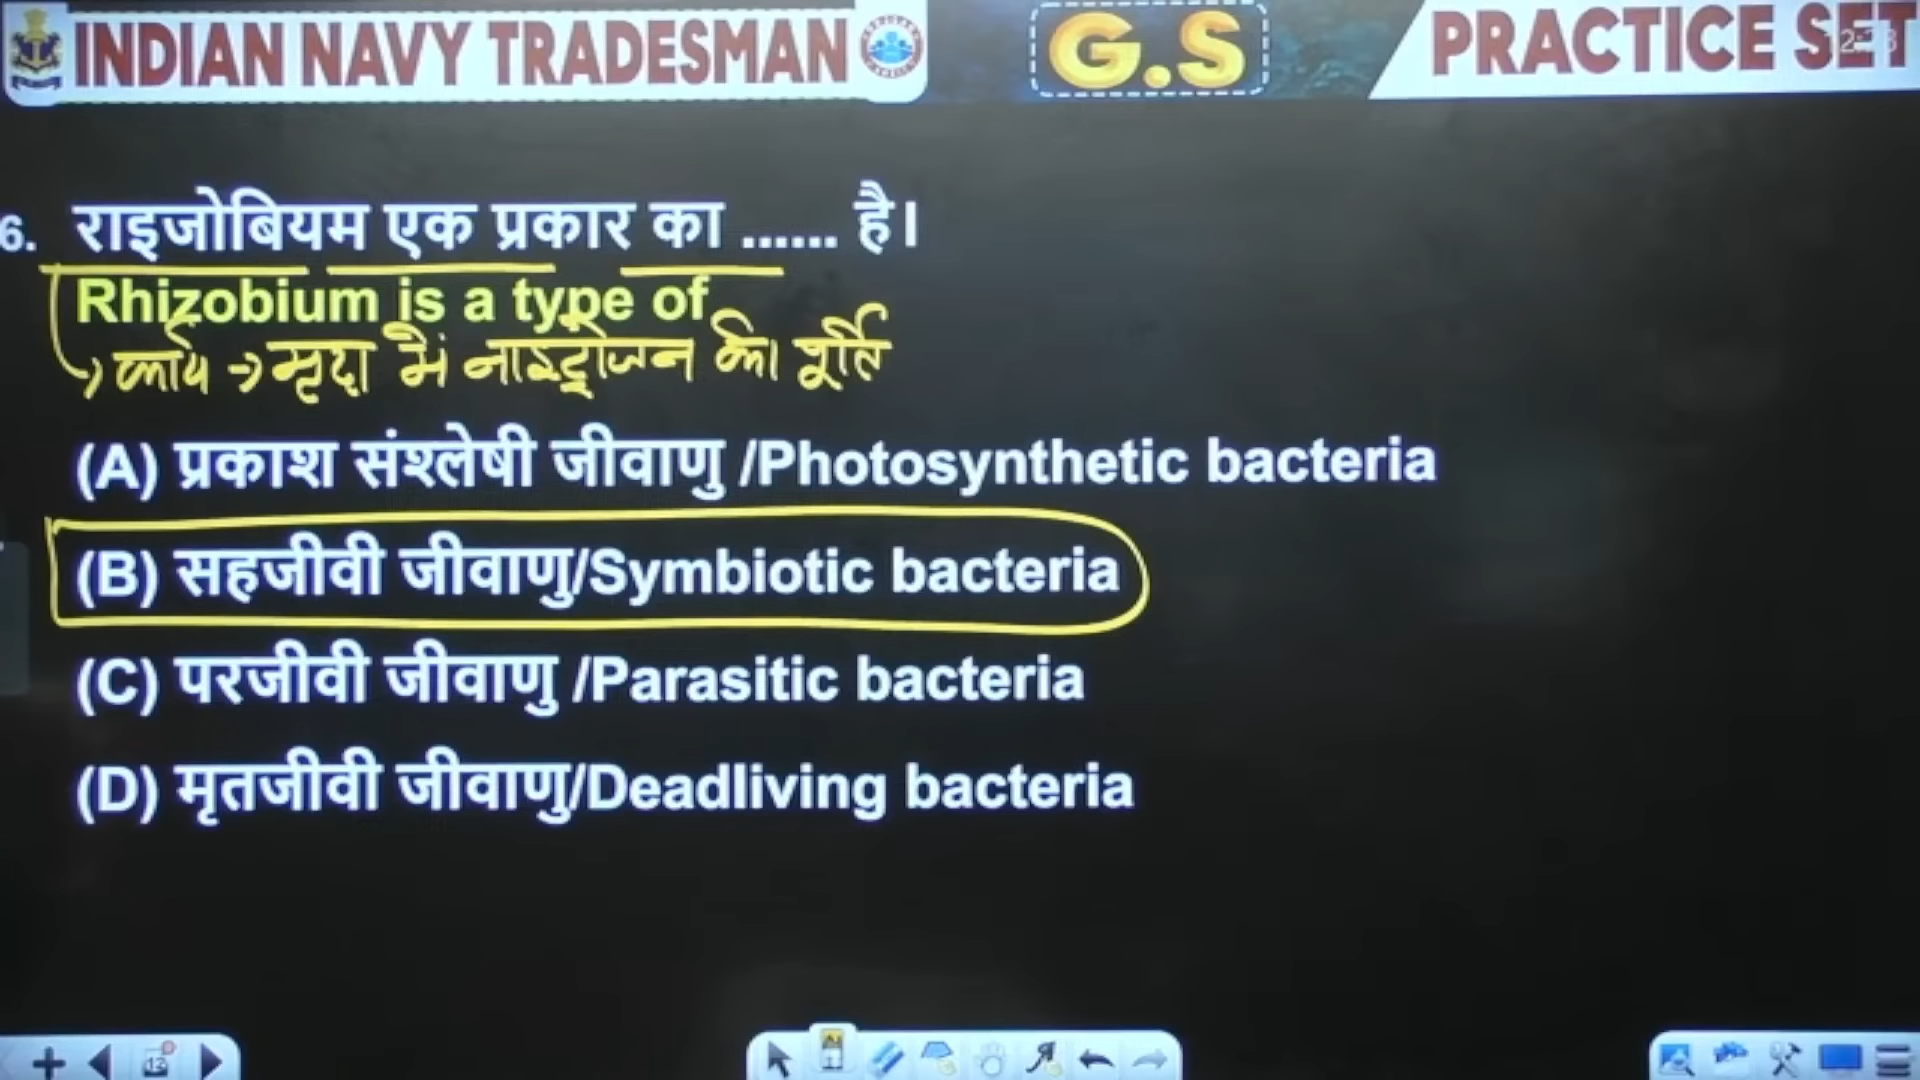 INDIAN NAVY TRADESMAN
G.S
PRACTICE SET
6. राइजोबियम एक प्रकार का ...... है।
Rhizobium is a type of
→ कार्य → मृदा में नाइट्रोजन की पूर्ति
(A) प्रकाश संश्लेषी जीवाणु /Photosynthetic bacteria
(B) सहजीवी जीवाणु/Symbiotic bacteria
(C) परजीवी जीवाणु /Parasitic bacteria
(D) मृतजीवी जीवाणु/Deadliving bacteria
12